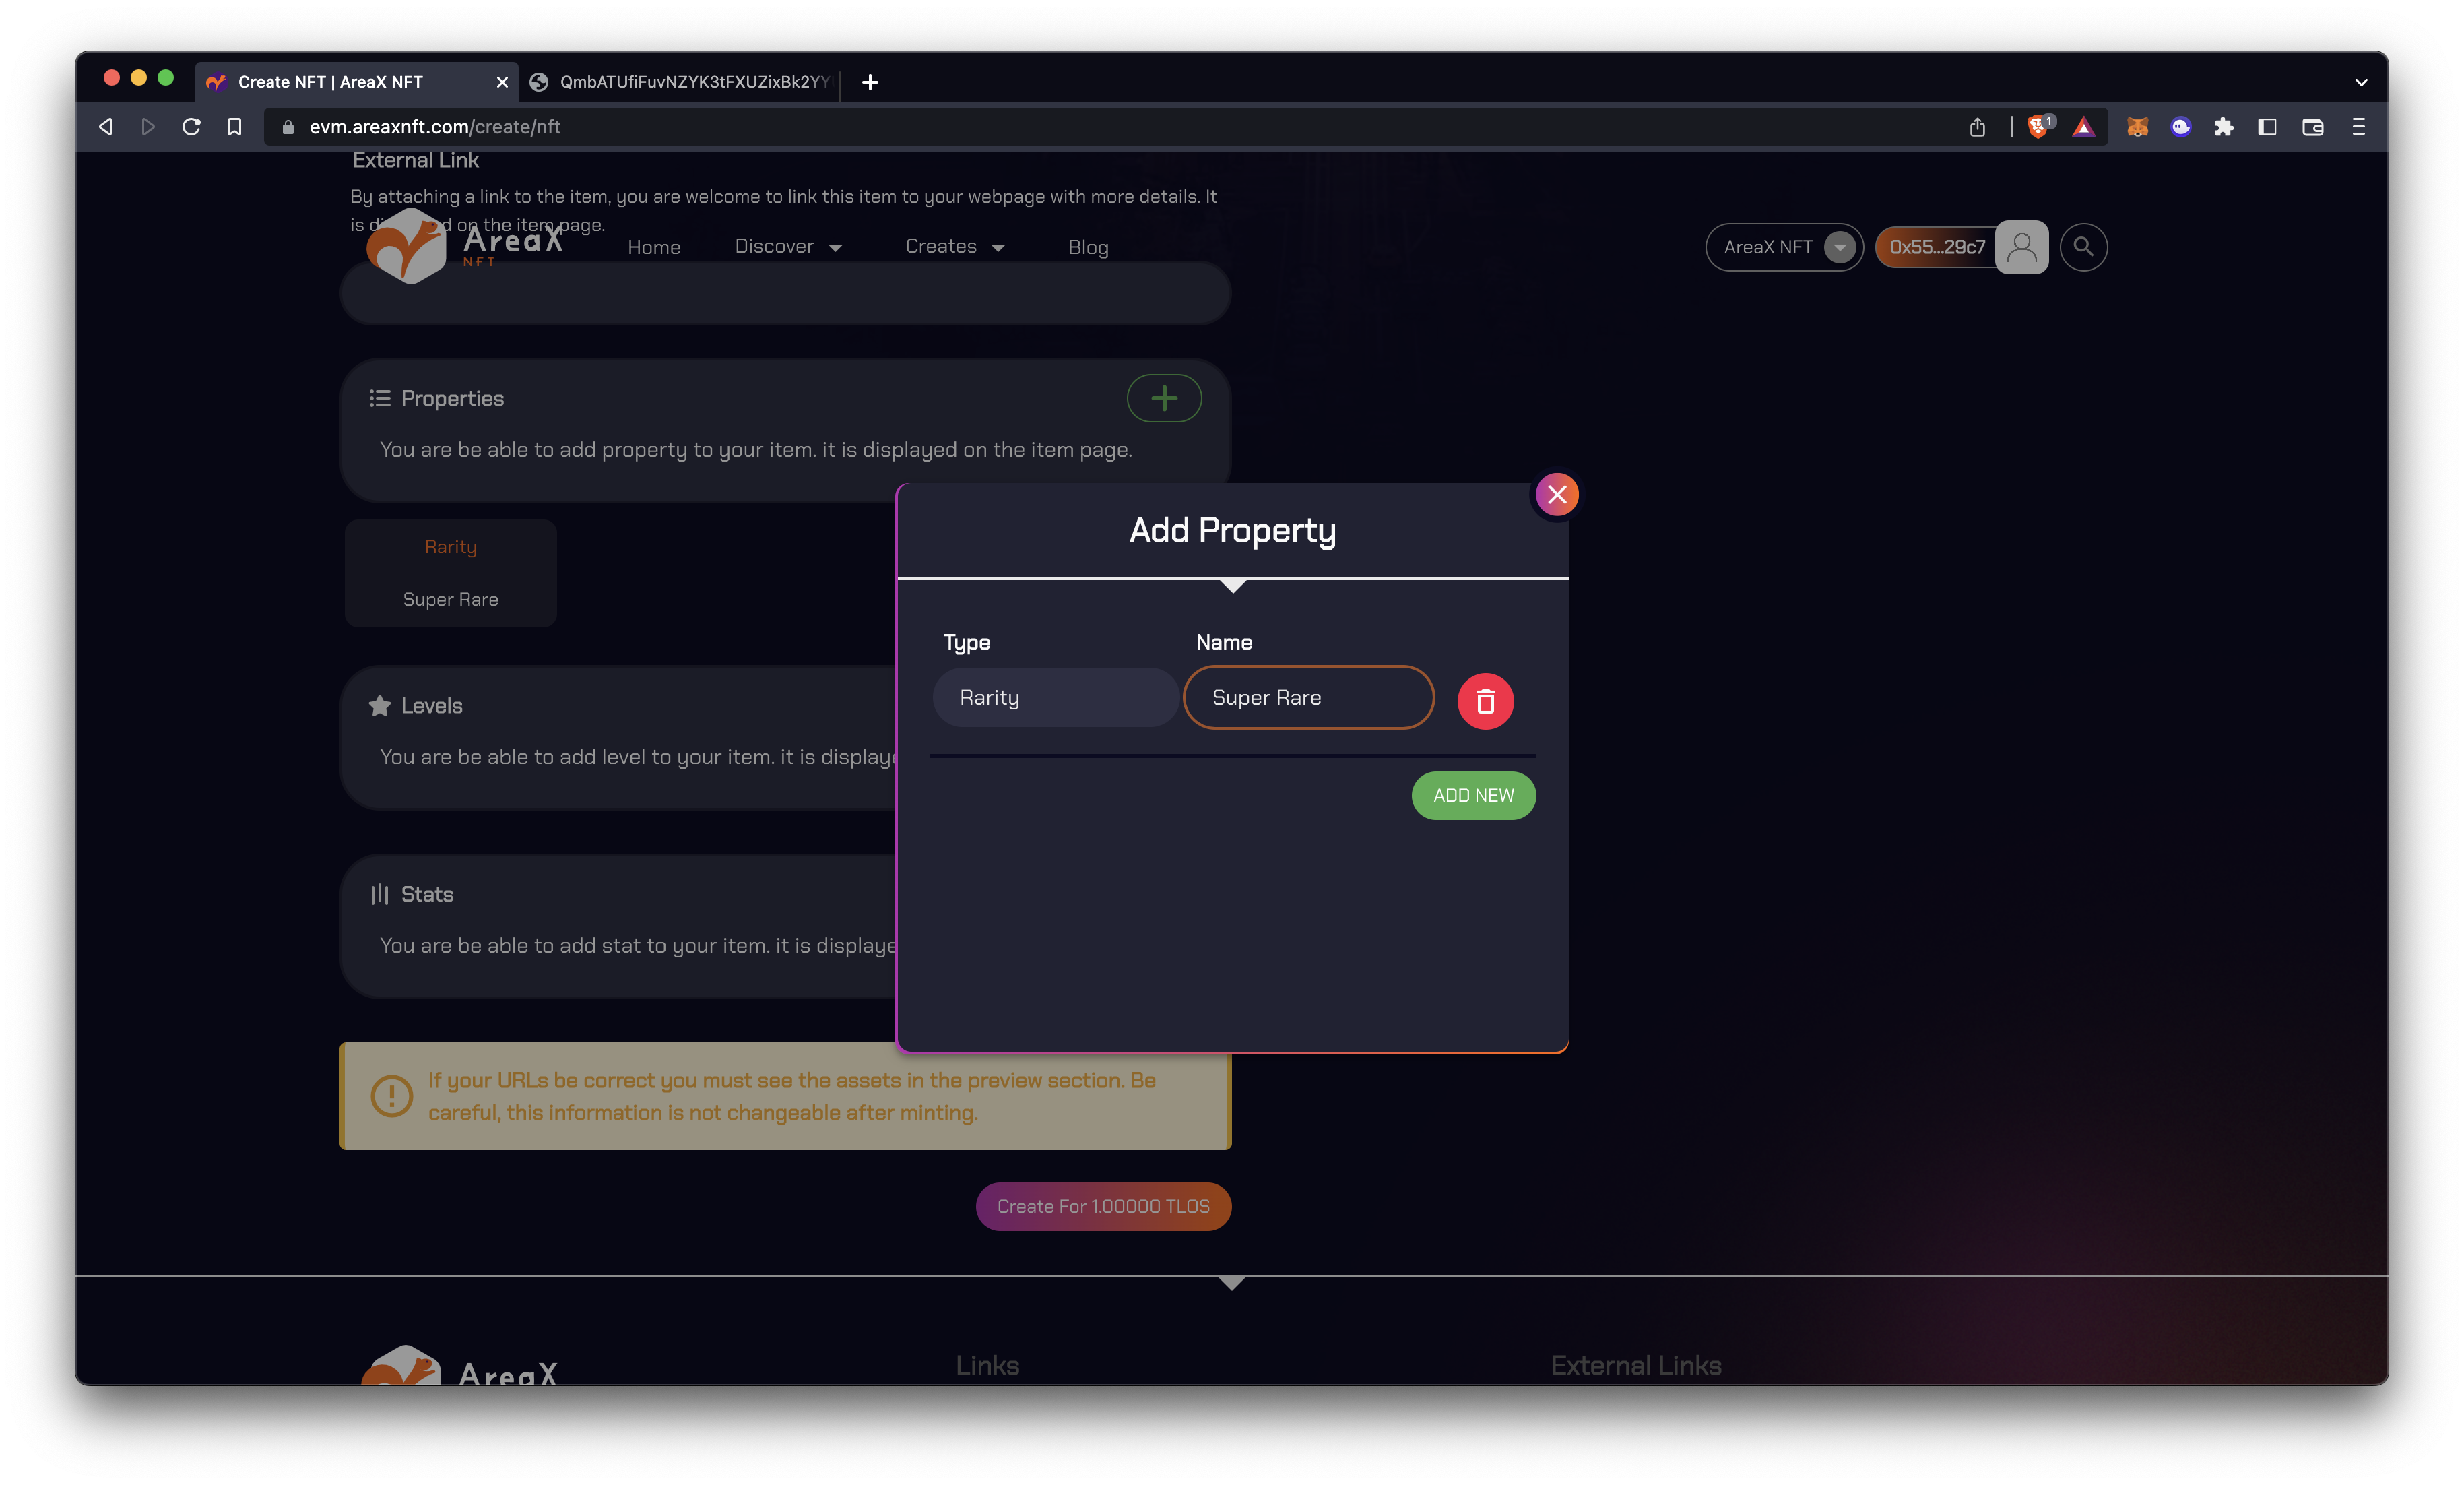 Create NFT | AreaX NFT
QmbATUfiFuvNZYK3tFXUZixBk2YY
evm.areaxnft.com/create/nft
1
External Link
By attaching a link to the item, you are welcome to link this item to your webpage with more details. It
on the item page.
AreaX
NFT
Home
Discover
Creates
Blog
AreaX NFT
0x55...29c7
Properties
You are be able to add property to your item. it is displayed on the item page.
Rarity
Super Rare
Add Property
Type
Name
Rarity
Super Rare
ADD NEW
Levels
You are be able to add level to your item. it is displaye
Stats
You are be able to add stat to your item. it is displaye
If your URLs be correct you must see the assets in the preview section. Be
careful, this information is not changeable after minting.
Create For 1.00000 TLOS
AreaX
Links
External Links